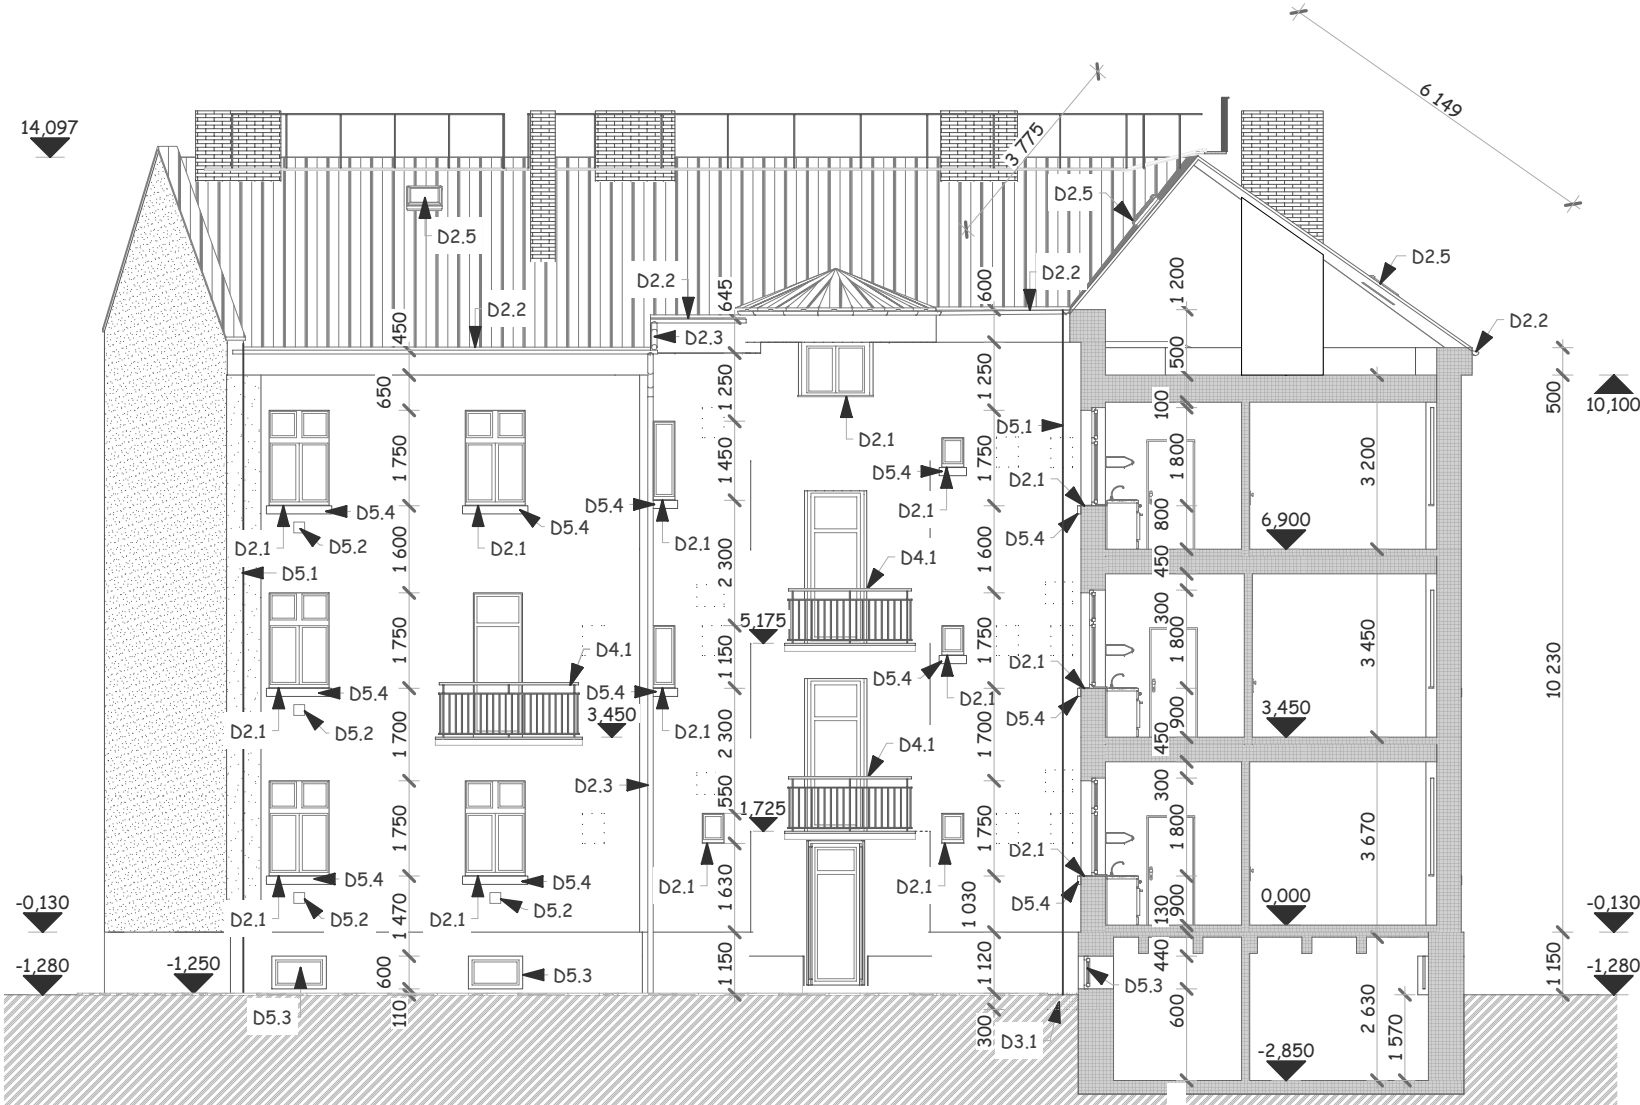 6 149
14,097
3 775
D2.5
D2.5
D2.5
D2.2
D2.2
D2.2
D2.2
D2.3
450
645
600
1 200
500
500
10,100
650
1 250
1 250
100
D2.1
D5.1
1 750
1 450
1 750
1 800
3 200
D5.4
D5.4
D5.4
D5.4
D2.1
D2.1
D2.1
D2.1
D2.1
D5.2
D5.4
800
6,900
1 600
2 300
1 600
450
D5.1
D4.1
300
5,175
1 750
1 150
1 750
1 800
3 450
10 230
D4.1
D5.4
D5.4
D5.4
D2.1
D2.1
D2.1
D2.1
D5.2
D5.4
3,450
3,450
900
1 700
2 300
1 700
450
D4.1
D2.3
300
550
1,725
1 750
1 750
1 800
3 670
D2.1
D5.4
D5.4
D2.1
D2.1
D2.1
D2.1
D5.2
D5.2
D5.4
-0,130
0,000
-0,130
1 470
1 630
1 030
130
900
-1,280
-1,250
600
D5.3
1 150
1 120
440
D5.3
1 150
-1,280
D5.3
110
300
D3.1
600
2 630
1 570
-2,850